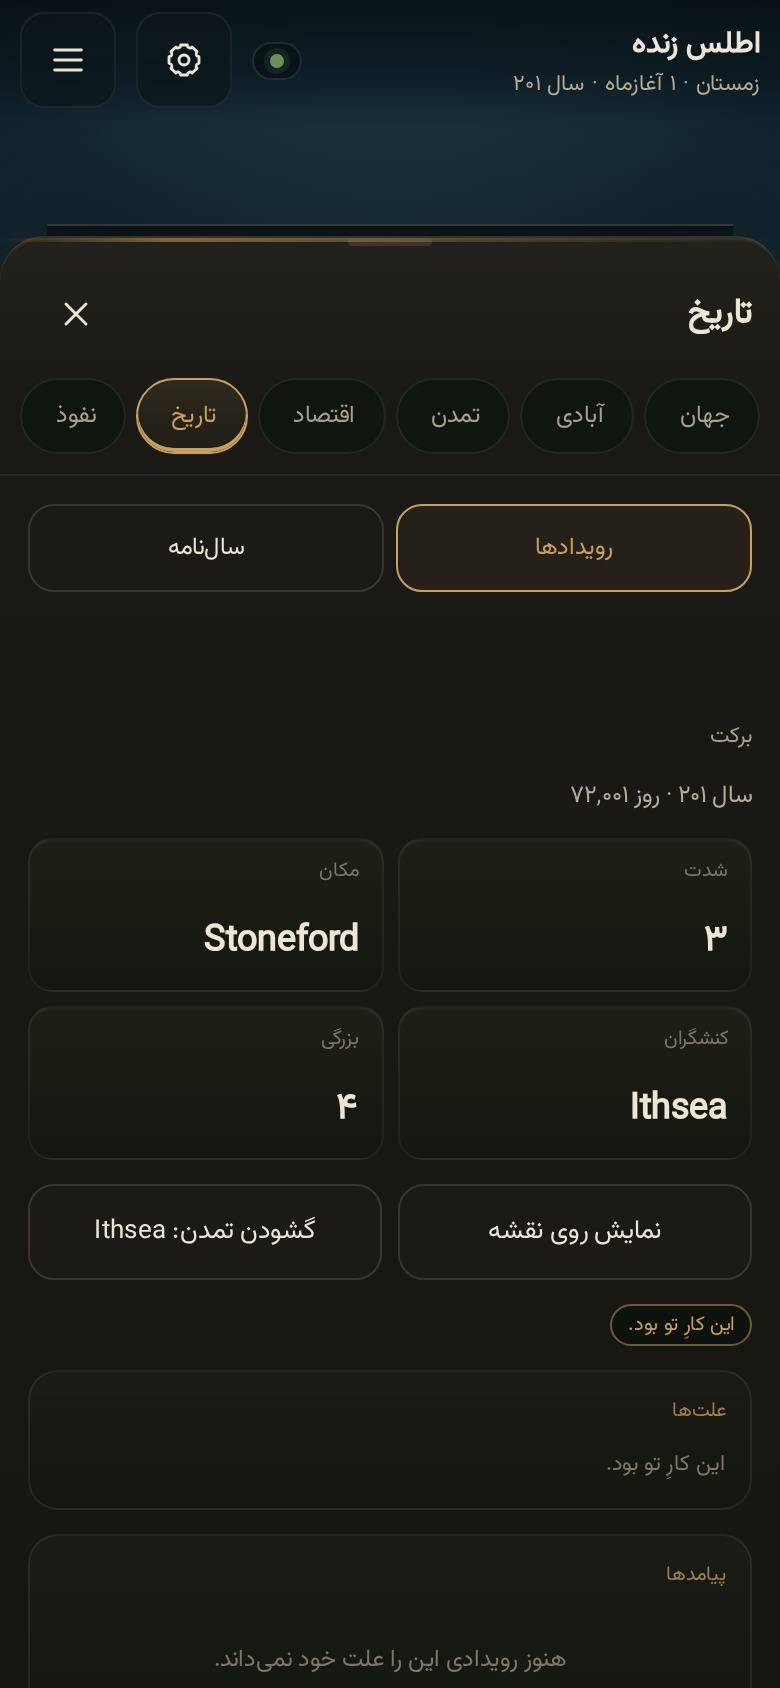 اطلس زنده
زمستان · ۱ آغازماه · سال ۲۰۱
تاریخ
جهان
آبادی
تمدن
اقتصاد
تاریخ
نفوذ
رویدادها
سال‌نامه
برکت
سال ۲۰۱ · روز ۷۲,۰۰۱
شدت
۳
مکان
Stoneford
کنشگران
Ithsea
بزرگی
۴
نمایش روی نقشه
گشودن تمدن: Ithsea
این کارِ تو بود.
علت‌ها
این کارِ تو بود.
پیامدها
هنوز رویدادی این را علت خود نمی‌داند.